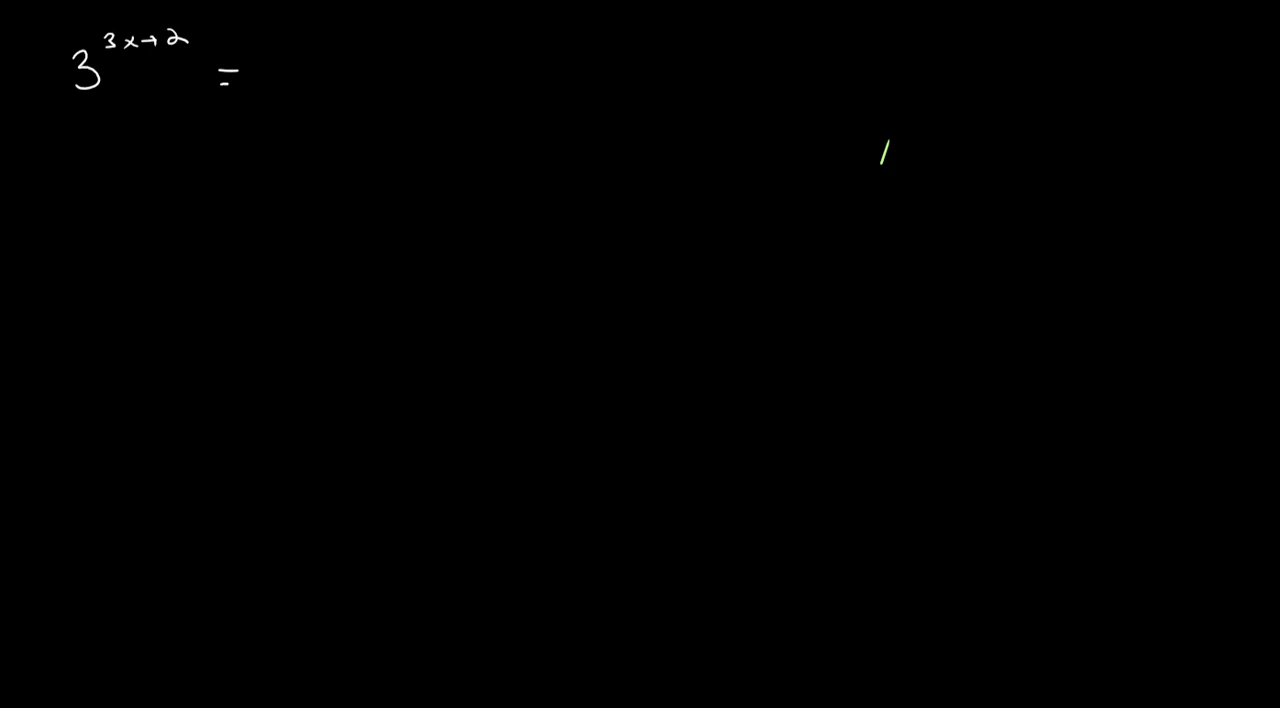 3^{3x+2} =
/